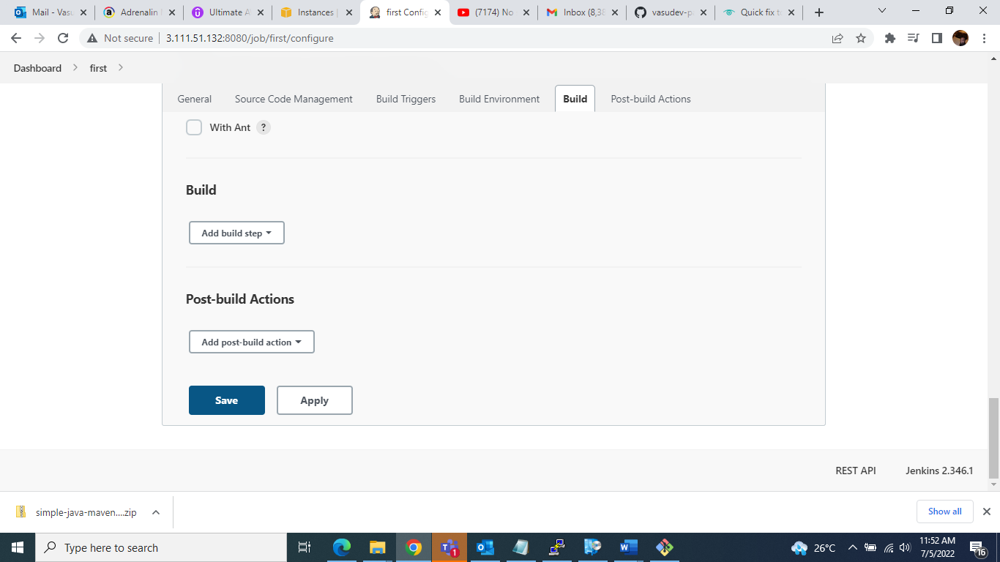 Mail - Vasu
Adrenalin
Ultimate A
Instances |
first Config
(7174) No
Inbox (8,38
vasudev-p
Quick fix t
Not secure
3.111.51.132:8080/job/first/configure
Dashboard
first
General
Source Code Management
Build Triggers
Build Environment
Build
Post-build Actions
With Ant ?
Build
Add build step
Post-build Actions
Add post-build action
Save
Apply
REST API
Jenkins 2.346.1
simple-java-maven....zip
Show all
Type here to search
1
26°C
11:52 AM
7/5/2022
16